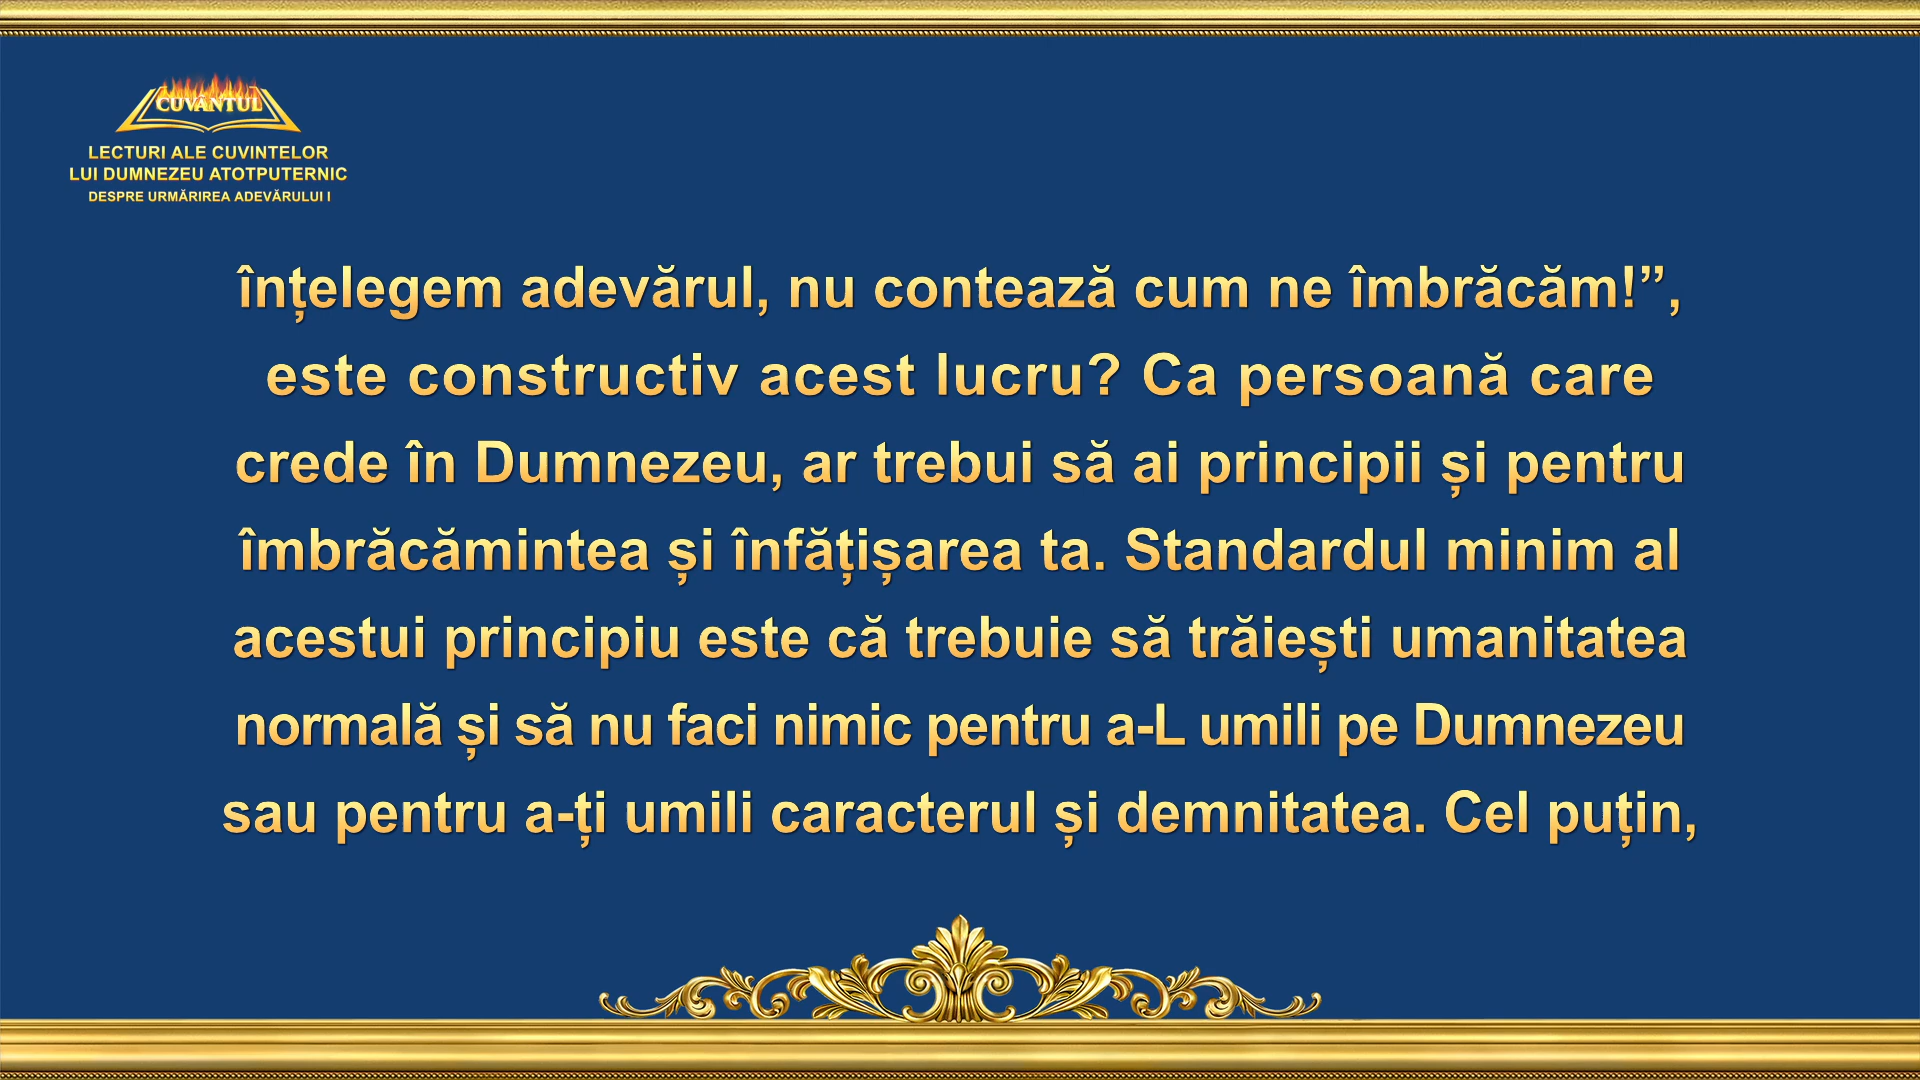 CUVÂNTUL
LECTURI ALE CUVINTELOR
LUI DUMNEZEU ATOTPUTERNIC
DESPRE URMĂRIREA ADEVĂRULUI I
înțelegem adevărul, nu contează cum ne îmbrăcăm!”,
este constructiv acest lucru? Ca persoană care
crede în Dumnezeu, ar trebui să ai principii și pentru
îmbrăcămintea și înfățișarea ta. Standardul minim al
acestui principiu este că trebuie să trăiești umanitatea
normală și să nu faci nimic pentru a-L umili pe Dumnezeu
sau pentru a-ți umili caracterul și demnitatea. Cel puțin,